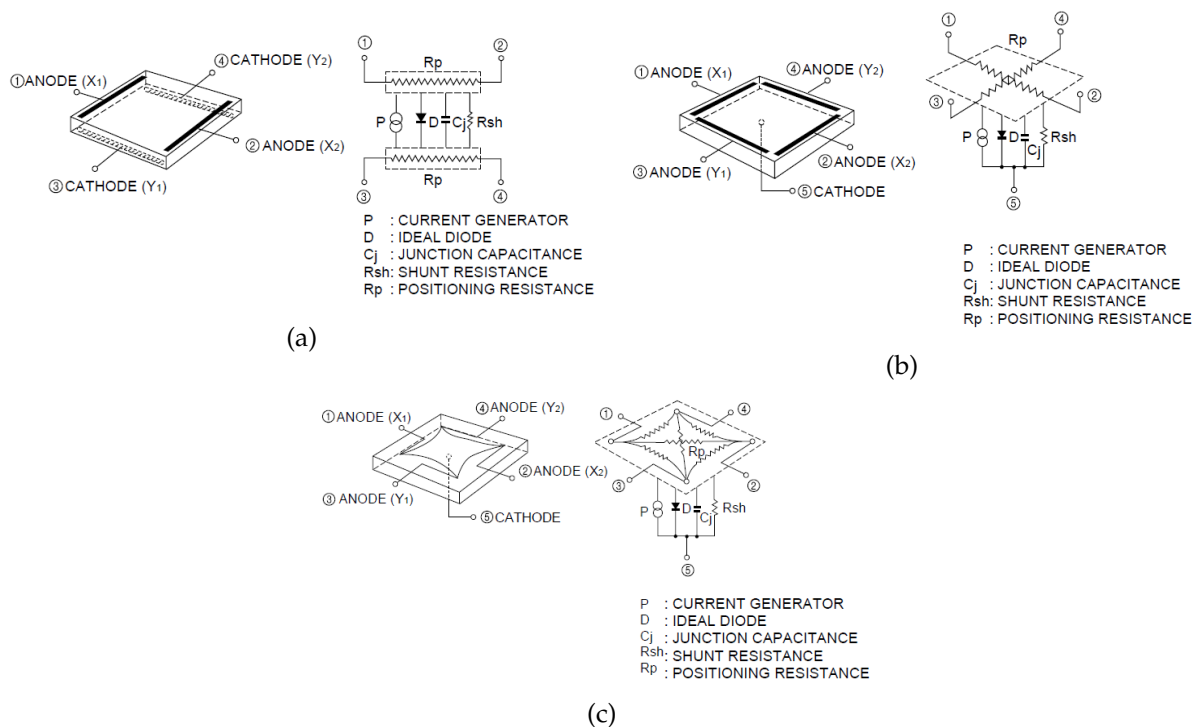 ④CATHODE (Y2)
①ANODE (X1)
②ANODE (X2)
③CATHODE (Y1)
① ②
Rp
P D Cj Rsh
Rp
③ ④
P : CURRENT GENERATOR
D : IDEAL DIODE
Cj : JUNCTION CAPACITANCE
Rsh: SHUNT RESISTANCE
Rp : POSITIONING RESISTANCE
(a)
①ANODE (X1)
④ANODE (Y2)
③ANODE (Y1)
②ANODE (X2)
⑤CATHODE
① ④
Rp
③ ②
P D Cj Rsh
⑤
P : CURRENT GENERATOR
D : IDEAL DIODE
Cj : JUNCTION CAPACITANCE
Rsh: SHUNT RESISTANCE
Rp : POSITIONING RESISTANCE
(b)
①ANODE (X1)
④ANODE (Y2)
②ANODE (X2)
③ANODE (Y1)
⑤CATHODE
① ④
Rp
③ ②
P D Cj Rsh
⑤
P : CURRENT GENERATOR
D : IDEAL DIODE
Cj : JUNCTION CAPACITANCE
Rsh: SHUNT RESISTANCE
Rp : POSITIONING RESISTANCE
(c)